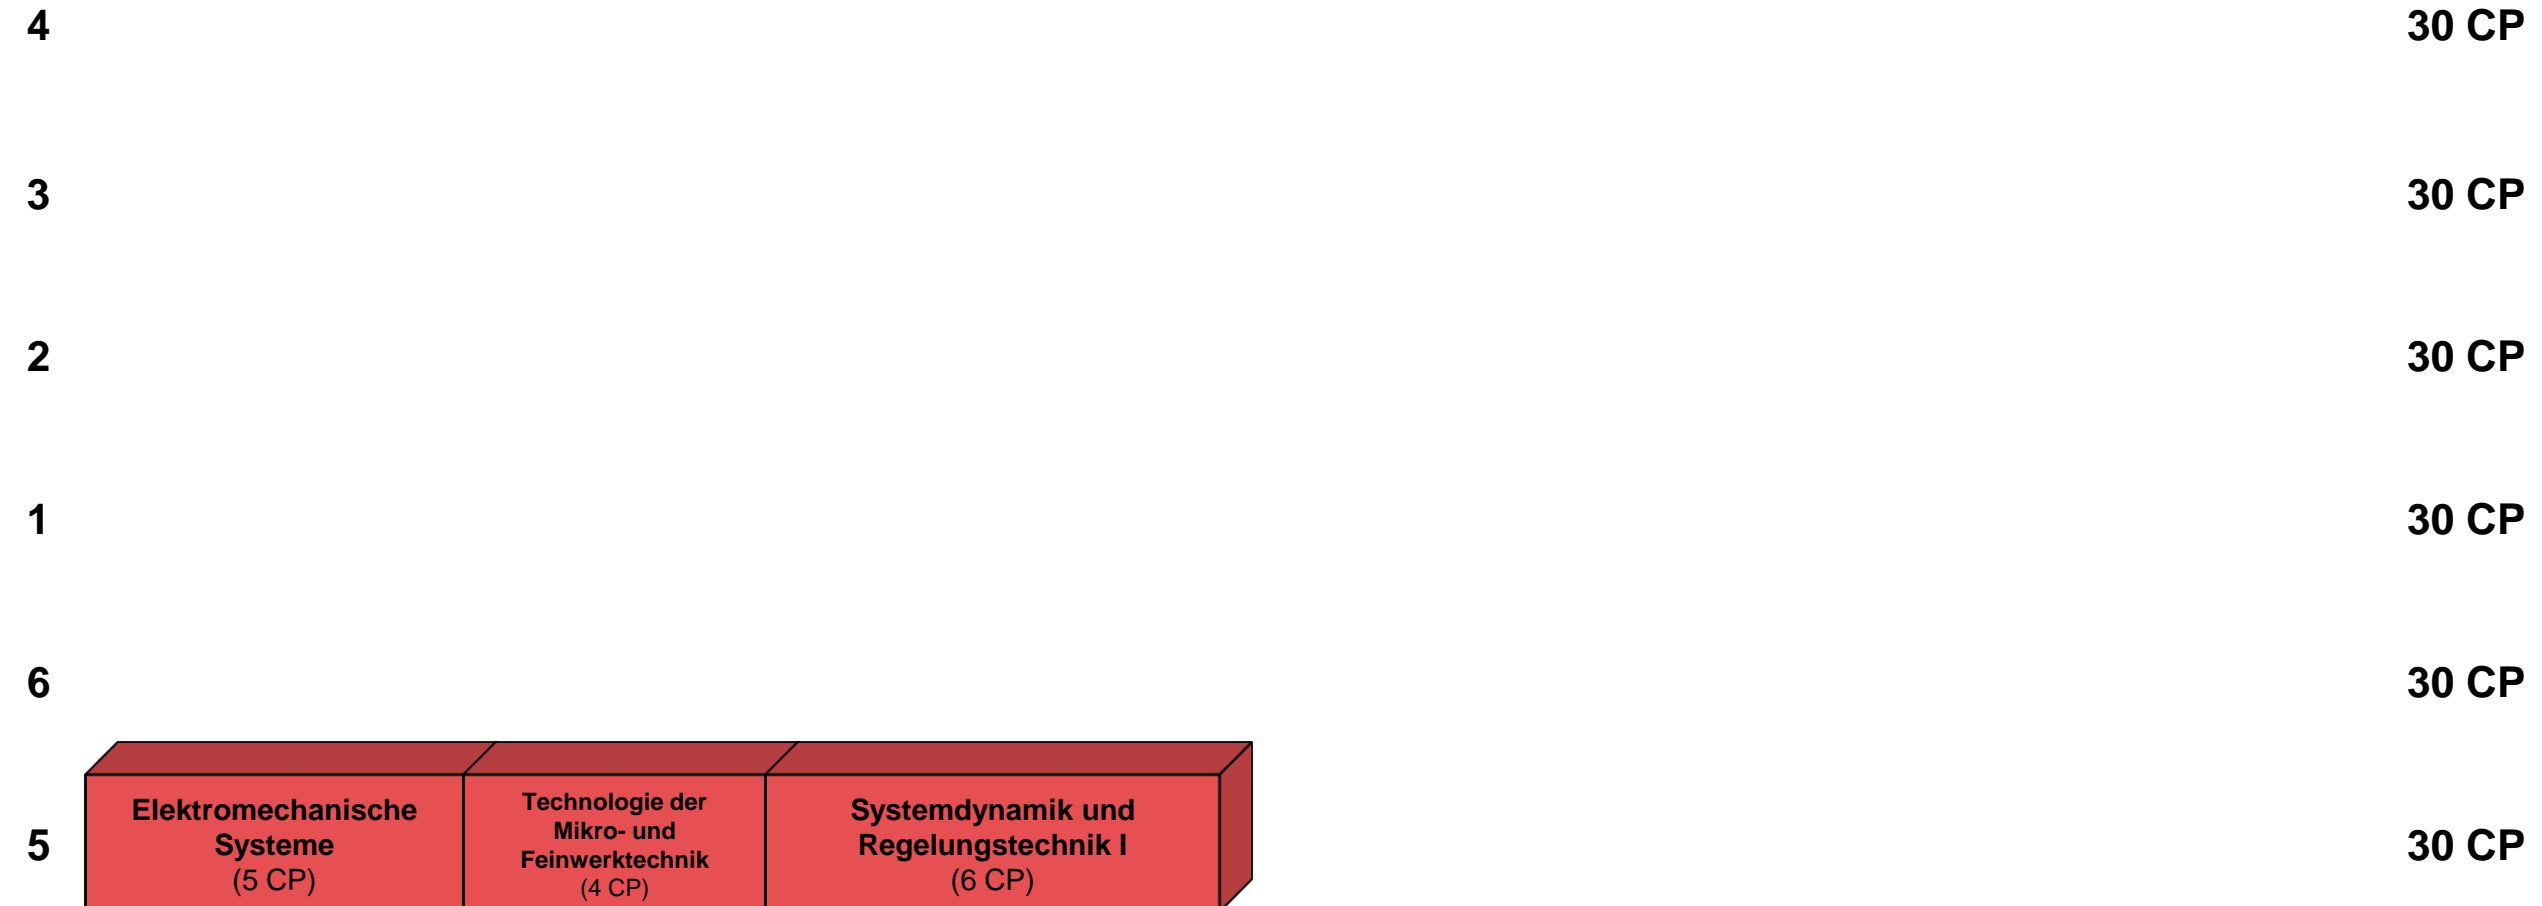 4 30 CP
3 30 CP
2 30 CP
1 30 CP
6 30 CP
5
Elektromechanische
Systeme
(5 CP)
Technologie der
Mikro- und
Feinwerktechnik
(4 CP)
Systemdynamik und
Regelungstechnik I
(6 CP)
30 CP